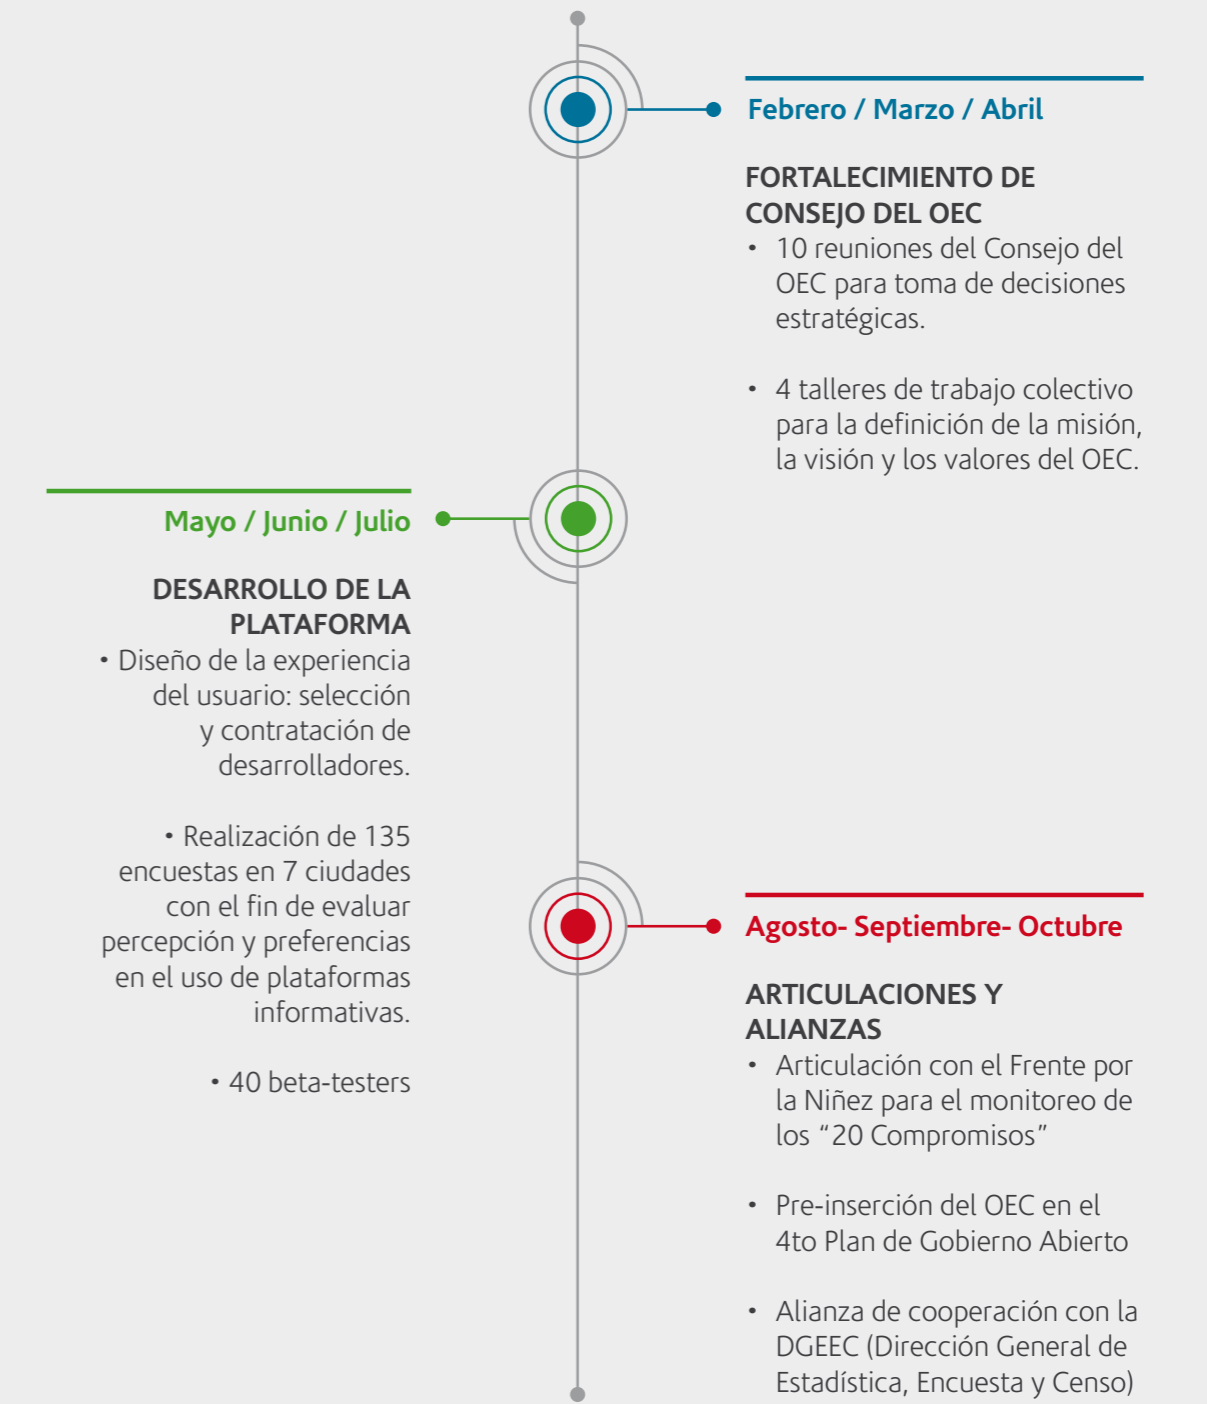 Febrero / Marzo / Abril
FORTALECIMIENTO DE
CONSEJO DEL OEC
• 10 reuniones del Consejo del
OEC para toma de decisiones
estratégicas.
• 4 talleres de trabajo colectivo
para la definición de la misión,
la visión y los valores del OEC.
Mayo / Junio / Julio
DESARROLLO DE LA
PLATAFORMA
• Diseño de la experiencia
del usuario: selección
y contratación de
desarrolladores.
• Realización de 135
encuestas en 7 ciudades
con el fin de evaluar
percepción y preferencias
en el uso de plataformas
informativas.
• 40 beta-testers
Agosto- Septiembre- Octubre
ARTICULACIONES Y
ALIANZAS
• Articulación con el Frente por
la Niñez para el monitoreo de
los “20 Compromisos”
• Pre-inserción del OEC en el
4to Plan de Gobierno Abierto
• Alianza de cooperación con la
DGEEC (Dirección General de
Estadística, Encuesta y Censo)